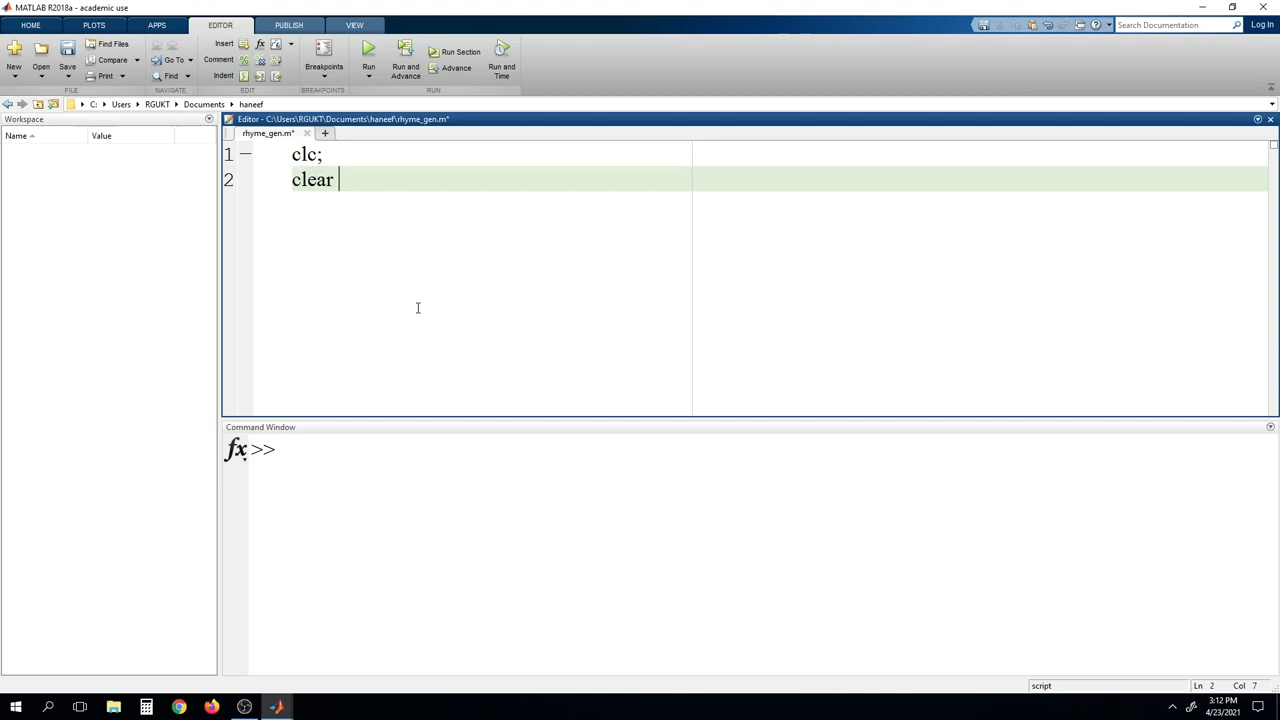 MATLAB R2018a - academic use
HOME PLOTS APPS EDITOR PUBLISH VIEW
Search Documentation
Log In
New Open Save
Find Files
Compare
Print
Go To
Find
Insert fx
Comment
Indent
Breakpoints
Run
Run and Advance
Run Section
Advance
Run and Time
FILE NAVIGATE EDIT BREAKPOINTS RUN
C: Users RGUKT Documents haneef
Workspace
Name Value
Editor - C:\Users\RGUKT\Documents\haneef\rhyme_gen.m*
rhyme_gen.m*
1 clc;
2 clear
Command Window
fx >>
script Ln 2 Col 7
3:12 PM
4/23/2021